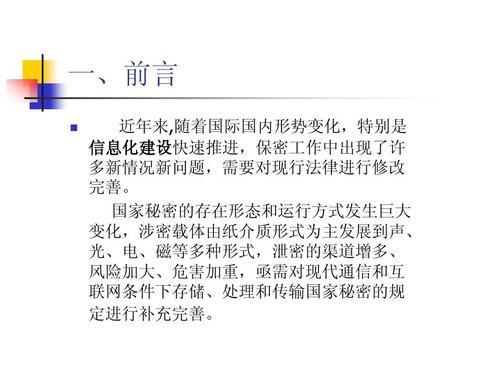 一、前言
近年来,随着国际国内形势变化，特别是
信息化建设快速推进，保密工作中出现了许
多新情况新问题，需要对现行法律进行修改
完善。
国家秘密的存在形态和运行方式发生巨大
变化，涉密载体由纸介质形式为主发展到声、
光、电、磁等多种形式，泄密的渠道增多、
风险加大、危害加重，亟需对现代通信和互
联网条件下存储、处理和传输国家秘密的规
定进行补充完善。